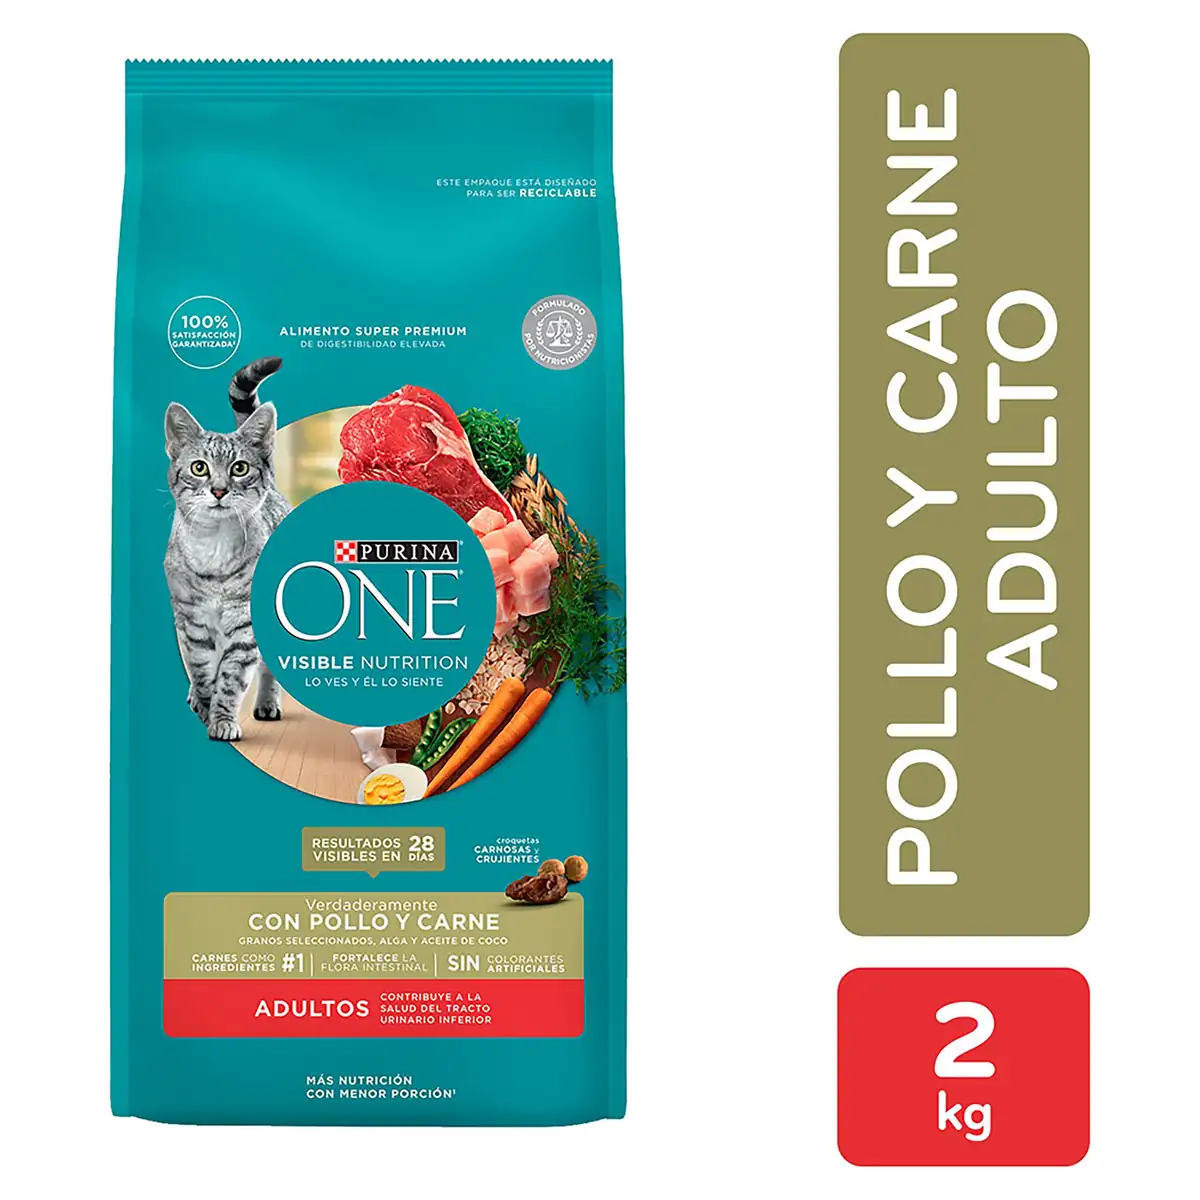 ESTE EMPAQUE ESTÁ DISEÑADO
PARA SER RECICLABLE
100%
SATISFACCIÓN
GARANTIZADA¹
ALIMENTO SUPER PREMIUM
DE DIGESTIBILIDAD ELEVADA
FORMULADO
POR NUTRICIONISTAS
PURINA
ONE
VISIBLE NUTRITION
LO VES Y ÉL LO SIENTE
RESULTADOS
VISIBLES EN
28
DÍAS
croquetas
CARNOSAS y
CRUJIENTES
Verdaderamente
CON POLLO Y CARNE
GRANOS SELECCIONADOS, ALGA Y ACEITE DE COCO
CARNES COMO
INGREDIENTES #1
FORTALECE LA
FLORA INTESTINAL
SIN COLORANTES
ARTIFICIALES
ADULTOS
CONTRIBUYE A LA
SALUD DEL TRACTO
URINARIO INFERIOR
MÁS NUTRICIÓN
CON MENOR PORCIÓN¹
POLLO Y CARNE
ADULTO
2
kg